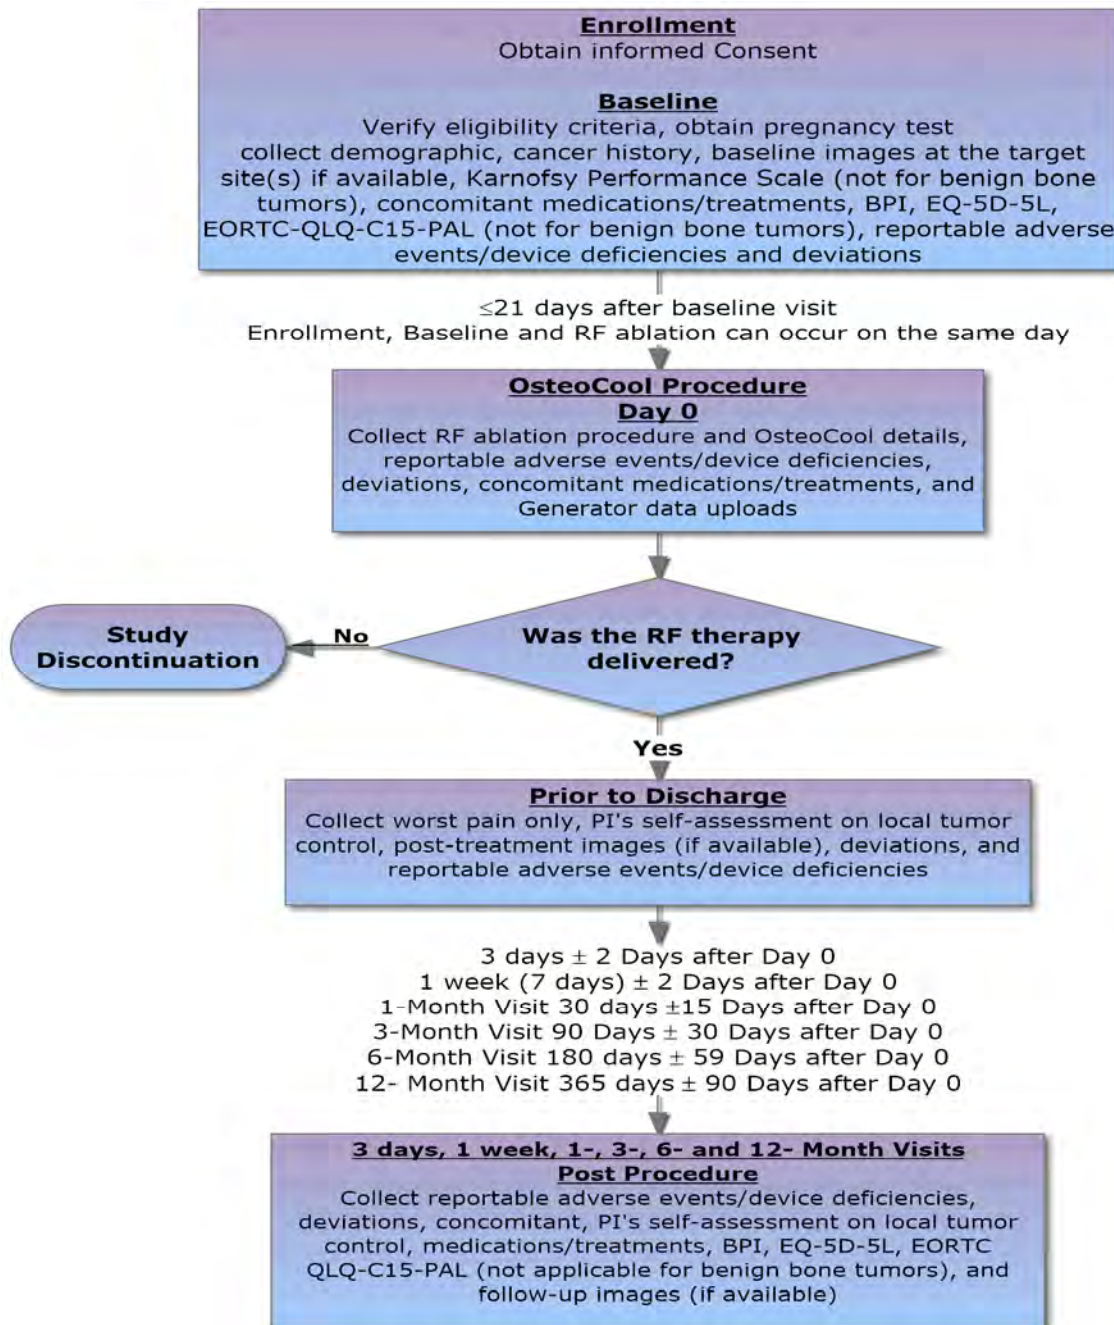 Enrollment
Obtain informed Consent
Baseline
Verify eligibility criteria, obtain pregnancy test
collect demographic, cancer history, baseline images at the target
site(s) if available, Karnofsy Performance Scale (not for benign bone
tumors), concomitant medications/treatments, BPI, EQ-5D-5L,
EORTC-QLQ-C15-PAL (not for benign bone tumors), reportable adverse
events/device deficiencies and deviations
≤21 days after baseline visit
Enrollment, Baseline and RF ablation can occur on the same day
OsteoCool Procedure
Day 0
Collect RF ablation procedure and OsteoCool details,
reportable adverse events/device deficiencies,
deviations, concomitant medications/treatments, and
Generator data uploads
Study
Discontinuation
No
Was the RF therapy
delivered?
Yes
Prior to Discharge
Collect worst pain only, PI's self-assessment on local tumor
control, post-treatment images (if available), deviations, and
reportable adverse events/device deficiencies
3 days ± 2 Days after Day 0
1 week (7 days) ± 2 Days after Day 0
1-Month Visit 30 days ±15 Days after Day 0
3-Month Visit 90 Days ± 30 Days after Day 0
6-Month Visit 180 days ± 59 Days after Day 0
12- Month Visit 365 days ± 90 Days after Day 0
3 days, 1 week, 1-, 3-, 6- and 12- Month Visits
Post Procedure
Collect reportable adverse events/device deficiencies,
deviations, concomitant, PI's self-assessment on local tumor
control, medications/treatments, BPI, EQ-5D-5L, EORTC
QLQ-C15-PAL (not applicable for benign bone tumors), and
follow-up images (if available)